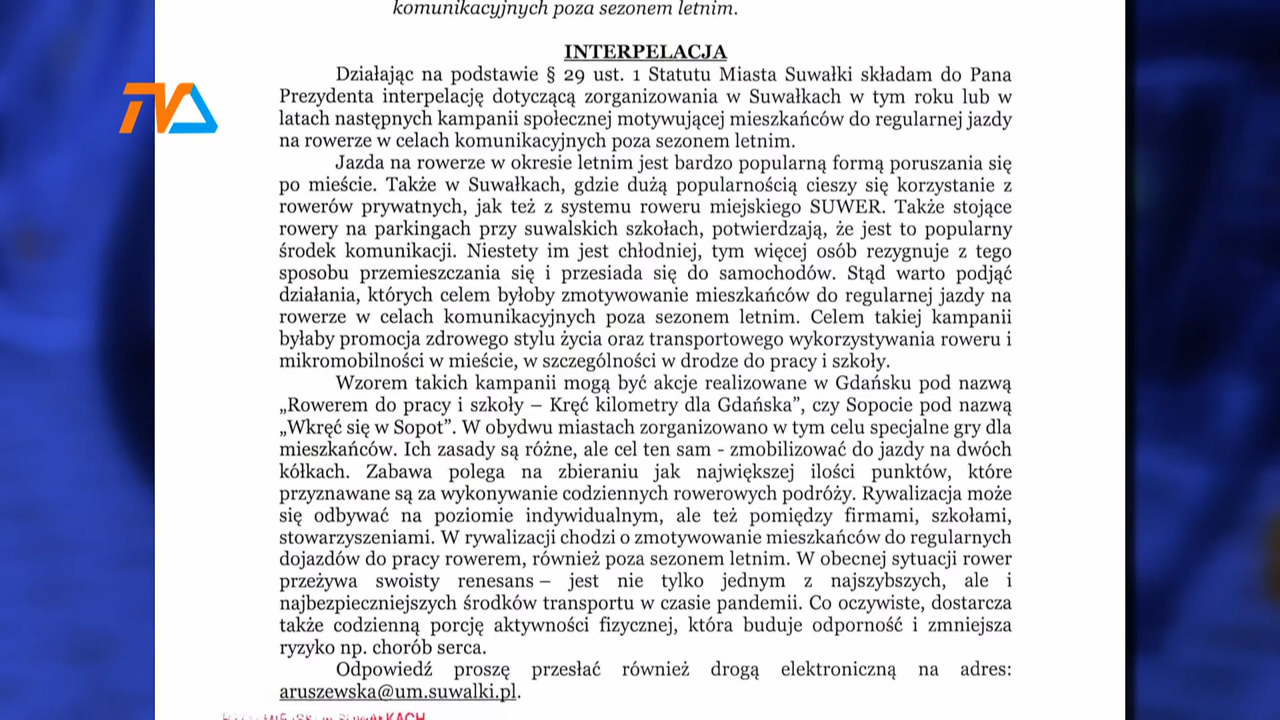 komunikacyjnych poza sezonem letnim.
INTERPELACJA
Działając na podstawie § 29 ust. 1 Statutu Miasta Suwałki składam do Pana
Prezydenta interpelację dotyczącą zorganizowania w Suwałkach w tym roku lub w
latach następnych kampanii społecznej motywującej mieszkańców do regularnej jazdy
na rowerze w celach komunikacyjnych poza sezonem letnim.
Jazda na rowerze w okresie letnim jest bardzo popularną formą poruszania się
po mieście. Także w Suwałkach, gdzie dużą popularnością cieszy się korzystanie z
rowerów prywatnych, jak też z systemu roweru miejskiego SUWER. Także stojące
rowery na parkingach przy suwalskich szkołach, potwierdzają, że jest to popularny
środek komunikacji. Niestety im jest chłodniej, tym więcej osób rezygnuje z tego
sposobu przemieszczania się i przesiada się do samochodów. Stąd warto podjąć
działania, których celem byłoby zmotywowanie mieszkańców do regularnej jazdy na
rowerze w celach komunikacyjnych poza sezonem letnim. Celem takiej kampanii
byłaby promocja zdrowego stylu życia oraz transportowego wykorzystywania roweru i
mikromobilności w mieście, w szczególności w drodze do pracy i szkoły.
Wzorem takich kampanii mogą być akcje realizowane w Gdańsku pod nazwą
„Rowerem do pracy i szkoły – Kręć kilometry dla Gdańska”, czy Sopocie pod nazwą
„Wkręć się w Sopot”. W obydwu miastach zorganizowano w tym celu specjalne gry dla
mieszkańców. Ich zasady są różne, ale cel ten sam - zmobilizować do jazdy na dwóch
kółkach. Zabawa polega na zbieraniu jak największej ilości punktów, które
przyznawane są za wykonywanie codziennych rowerowych podróży. Rywalizacja może
się odbywać na poziomie indywidualnym, ale też pomiędzy firmami, szkołami,
stowarzyszeniami. W rywalizacji chodzi o zmotywowanie mieszkańców do regularnych
dojazdów do pracy rowerem, również poza sezonem letnim. W obecnej sytuacji rower
przeżywa swoisty renesans – jest nie tylko jednym z najszybszych, ale i
najbezpieczniejszych środków transportu w czasie pandemii. Co oczywiste, dostarcza
także codzienną porcję aktywności fizycznej, która buduje odporność i zmniejsza
ryzyko np. chorób serca.
Odpowiedź proszę przesłać również drogą elektroniczną na adres:
aruszewska@um.suwalki.pl.